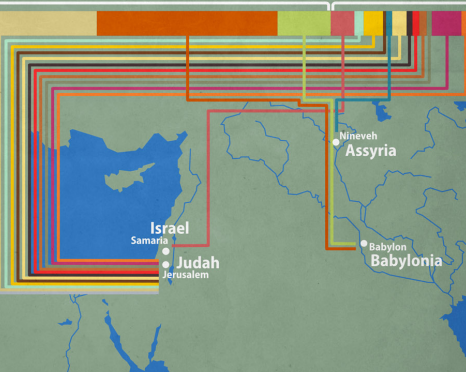 Nineveh
Assyria
Israel
Samaria
Judah
Jerusalem
Babylon
Babylonia